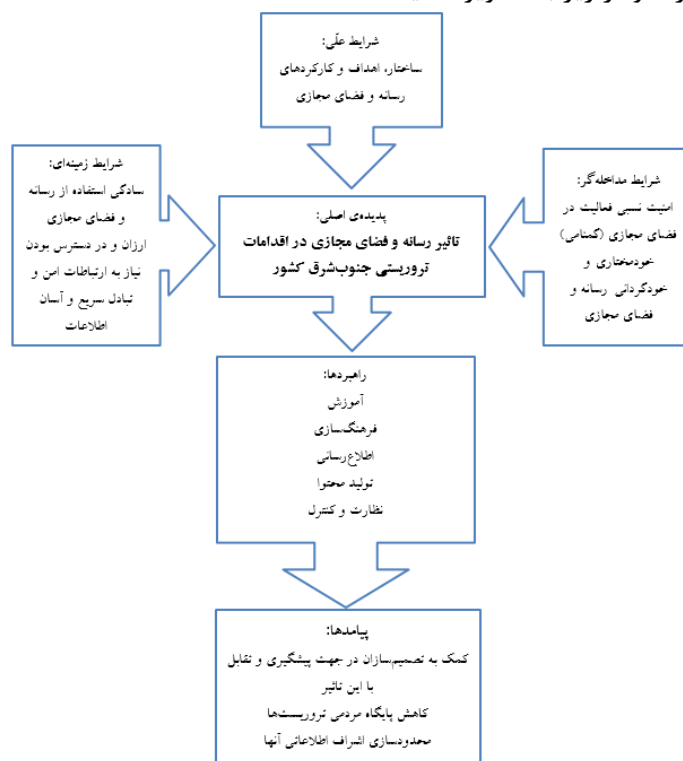 شرایط علّی:
ساختار، اهداف و کارکردهای
رسانه و فضای مجازی
شرایط مداخله‌گر:
امنیت نسبی فعالیت در
فضای مجازی (گمنامی)
خودمختاری و
خودگردانی رسانه و
فضای مجازی
پدیده‌ی اصلی:
تاثیر رسانه و فضای مجازی در اقدامات
تروریستی جنوب‌شرق کشور
شرایط زمینه‌ای:
سادگی استفاده از رسانه
و فضای مجازی
ارزان و در دسترس بودن
نیاز به ارتباطات امن و
تبادل سریع و آسان
اطلاعات
راهبردها:
آموزش
فرهنگ‌سازی
اطلاع‌رسانی
تولید محتوا
نظارت و کنترل
پیامدها:
کمک به تصمیم‌سازان در جهت پیشگیری و تقابل
با این تاثیر
کاهش پایگاه مردمی تروریست‌ها
محدودسازی اشراف اطلاعاتی آنها